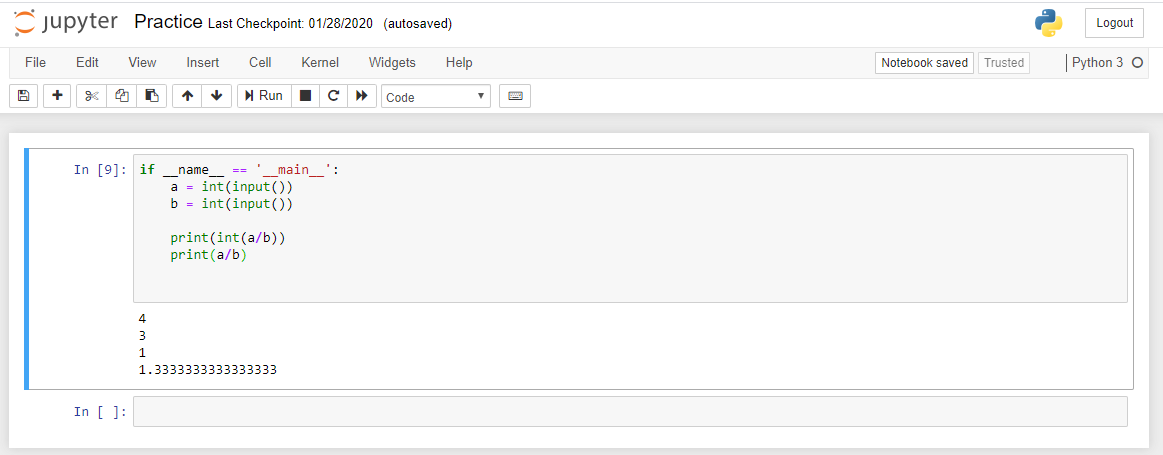 jupyter Practice Last Checkpoint: 01/28/2020 (autosaved) Logout
File Edit View Insert Cell Kernel Widgets Help Notebook saved Trusted Python 3
Run Code
In [9]: if __name__ == '__main__':
    a = int(input())
    b = int(input())
    print(int(a/b))
    print(a/b)
4
3
1
1.3333333333333333
In [ ]: